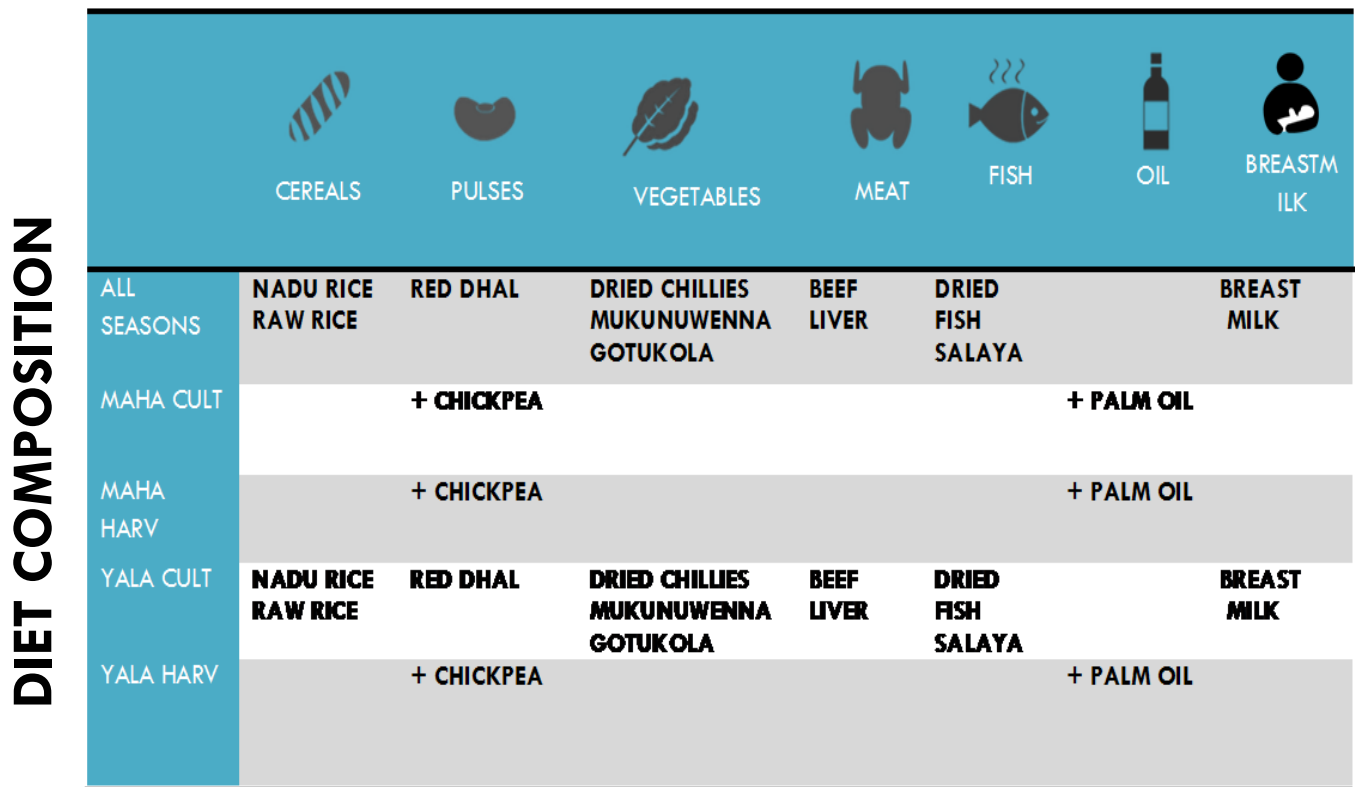 DIET COMPOSITION
CEREALS
PULSES
VEGETABLES
MEAT
FISH
OIL
BREASTM
ILK
ALL
SEASONS
NADU RICE
RAW RICE
RED DHAL
DRIED CHILLIES
MUKUNUWENNA
GOTUKOLA
BEEF
LIVER
DRIED
FISH
SALAYA
BREAST
MILK
MAHA CULT
+ CHICKPEA
+ PALM OIL
MAHA
HARV
+ CHICKPEA
+ PALM OIL
YALA CULT
NADU RICE
RAW RICE
RED DHAL
DRIED CHILLIES
MUKUNUWENNA
GOTUKOLA
BEEF
LIVER
DRIED
FISH
SALAYA
BREAST
MILK
YALA HARV
+ CHICKPEA
+ PALM OIL